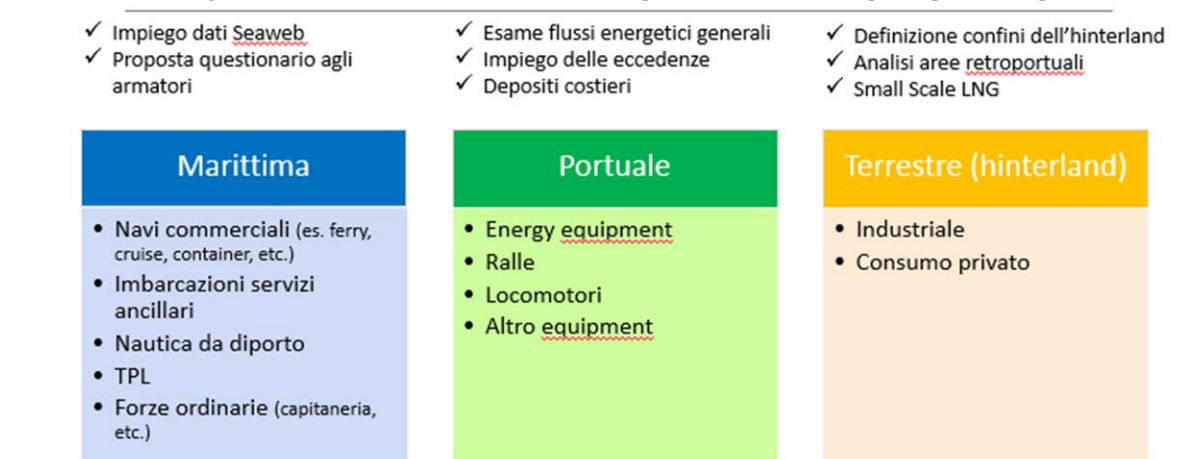 ✓ Impiego dati Seaweb
✓ Proposta questionario agli
armatori
✓ Esame flussi energetici generali
✓ Impiego delle eccedenze
✓ Depositi costieri
✓ Definizione confini dell'hinterland
✓ Analisi aree retroportuali
✓ Small Scale LNG
Marittima
• Navi commerciali (es. ferry,
cruise, container, etc.)
• Imbarcazioni servizi
ancillari
• Nautica da diporto
• TPL
• Forze ordinarie (capitaneria,
etc.)
Portuale
• Energy equipment
• Ralle
• Locomotori
• Altro equipment
Terrestre (hinterland)
• Industriale
• Consumo privato